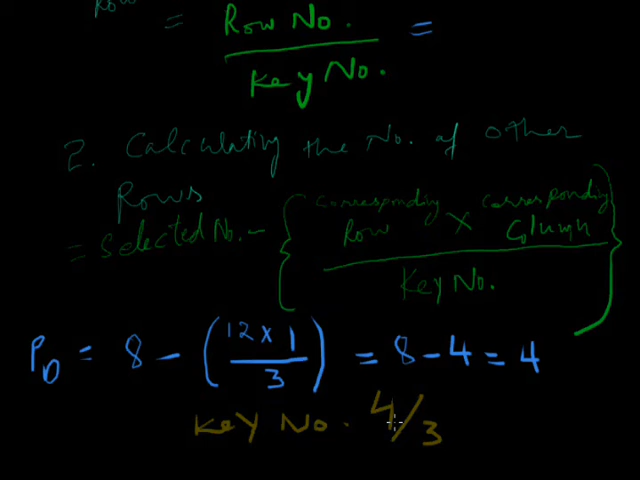 Row
= Row No. / Key No. =
2. Calculating the No. of other
Rows
= Selected No. - { corresponding Row × corresponding Column / Key No. }
P0 = 8 - (12 × 1 / 3) = 8 - 4 = 4
Key No. 4/3